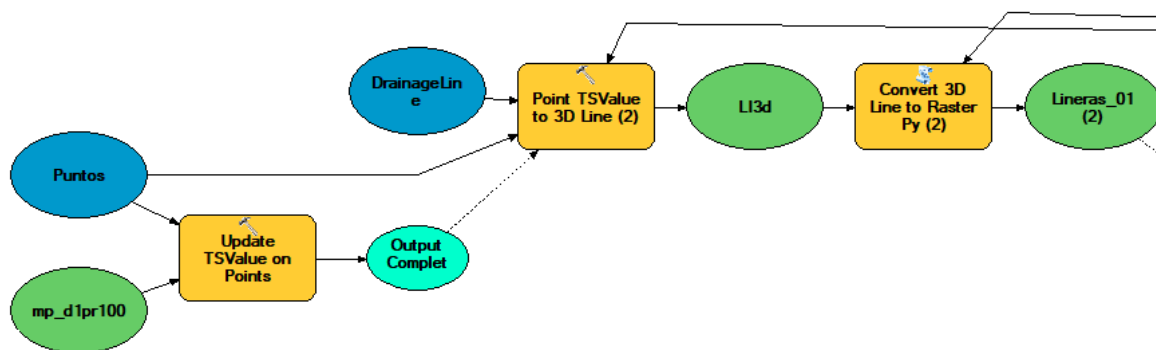 DrainageLin
e
Point TSValue
to 3D Line (2)
LI3d
Convert 3D
Line to Raster
Py (2)
Lineras_01
(2)
Puntos
Update
TSValue on
Points
Output
Complet
mp_d1pr100